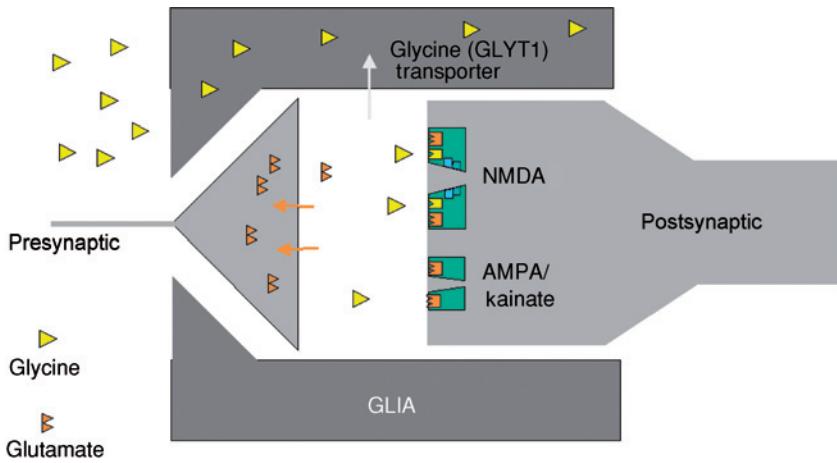 Glycine (GLYT1)
transporter
NMDA
Presynaptic
Postsynaptic
AMPA/
kainate
Glycine
GLIA
Glutamate